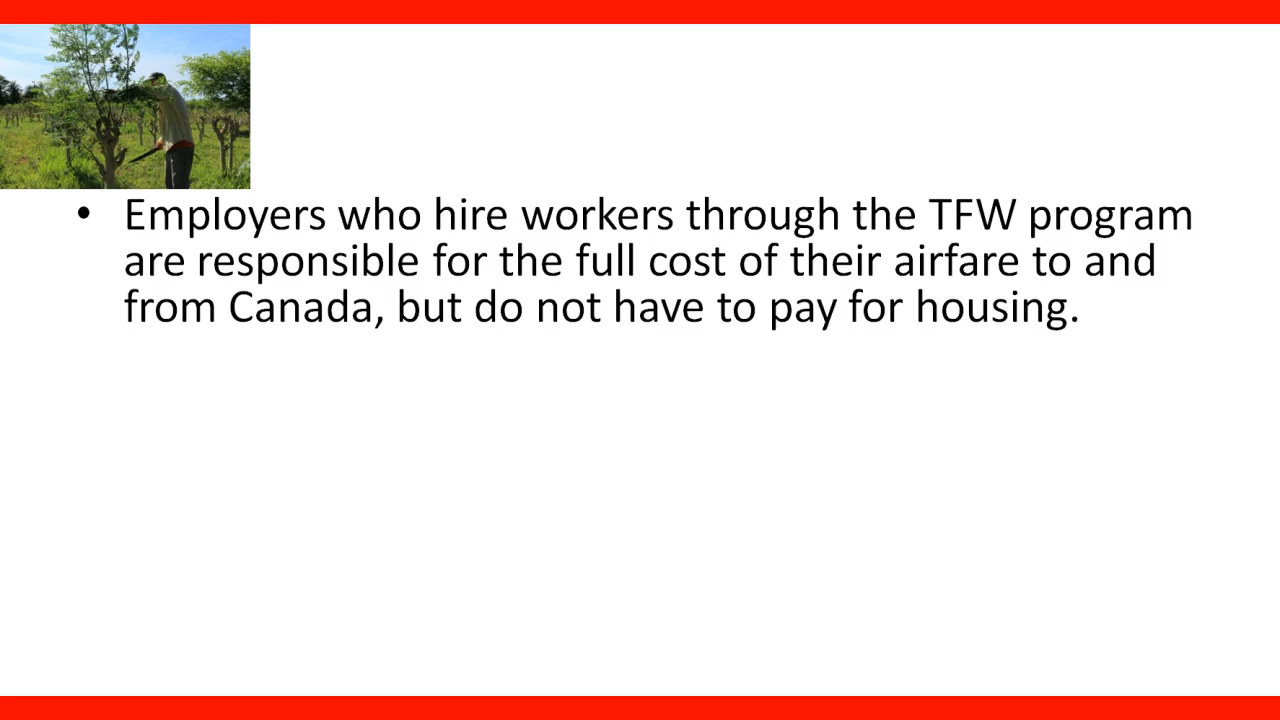 • Employers who hire workers through the TFW program
are responsible for the full cost of their airfare to and
from Canada, but do not have to pay for housing.